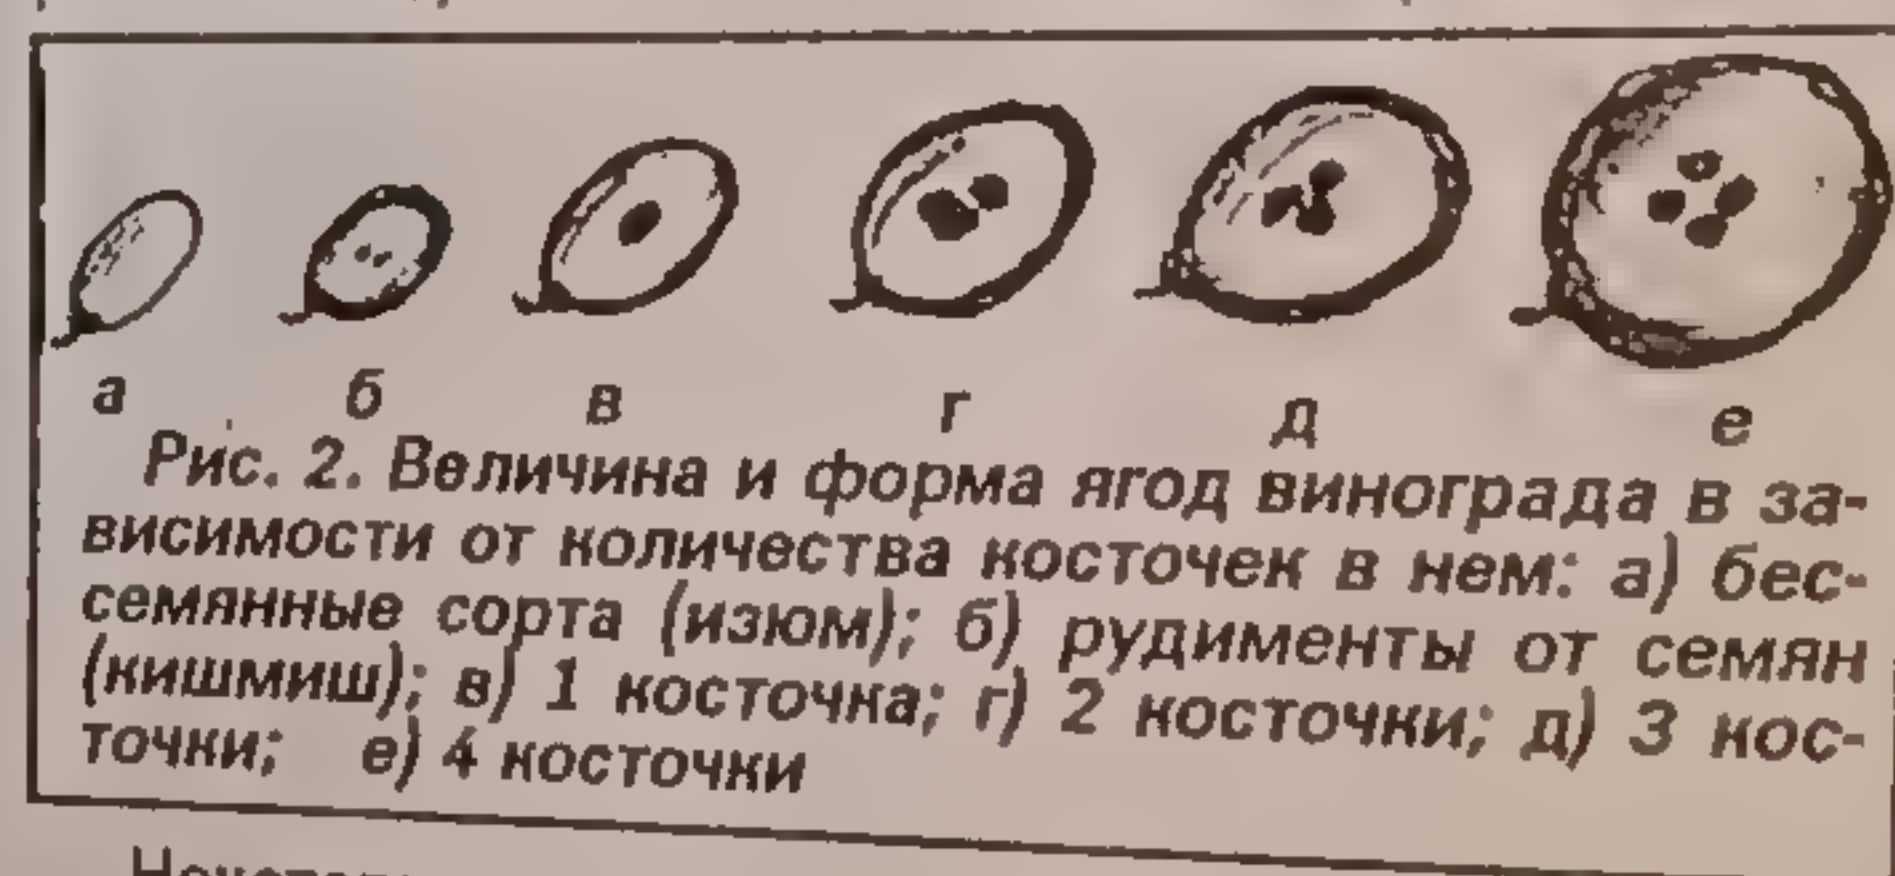 а б в г д е
Рис. 2. Величина и форма ягод винограда в за-
висимости от количества косточек в нем: а) бес-
семянные сорта (изюм); б) рудименты от семян
(кишмиш); в) 1 косточка; г) 2 косточки; д) 3 кос-
точки; е) 4 косточки